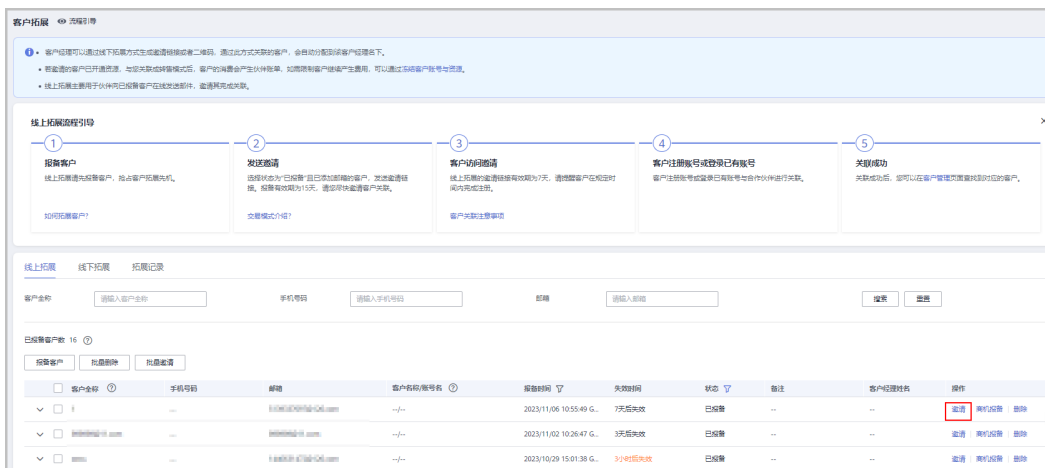 客户拓展 流程引导
客户经理可以通过线下拓展方式生成邀请链接或者二维码，通过此方式关联的客户，会自动分配到该客户经理名下。
若邀请的客户已开通资源，与您关联成转售模式后，客户的消费会产生伙伴账单，如需限制客户继续产生费用，可以通过冻结客户账号与资源。
线上拓展主要用于伙伴向已报备客户在线发送邮件，邀请其完成关联。
线上拓展流程引导
1 2 3 4 5
报备客户 发送邀请 客户访问邀请 客户注册账号或登录已有账号 关联成功
线上拓展请先报备客户，抢占客户拓展先机。 选择状态为“已报备”且已添加邮箱的客户，发送邀请链 线上拓展的邀请链接有效期为7天，请提醒客户在规定时 客户注册账号或登录已有账号与合作伙伴进行关联。 关联成功后，您可以在客户管理页面查找到对应的客户。
接。报备有效期为15天，请您尽快邀请客户关联。 间内完成注册。
如何拓展客户? 交易模式介绍? 客户关联注意事项
线上拓展 线下拓展 拓展记录
客户全称 请输入客户全称 手机号码 请输入手机号码 邮箱 请输入邮箱 搜索 重置
已报备客户数 16
报备客户 批量删除 批量邀请
客户全称 手机号码 邮箱 客户名称/账号名 报备时间 失效时间 状态 备注 客户经理姓名 操作
--/-- 2023/11/06 10:55:49 G... 7天后失效 已报备 -- -- 邀请 商机报备 删除
--/-- 2023/11/02 10:26:47 G... 3天后失效 已报备 -- -- 邀请 商机报备 删除
--/-- 2023/10/29 15:01:38 G... 3小时后失效 已报备 -- -- 邀请 商机报备 删除